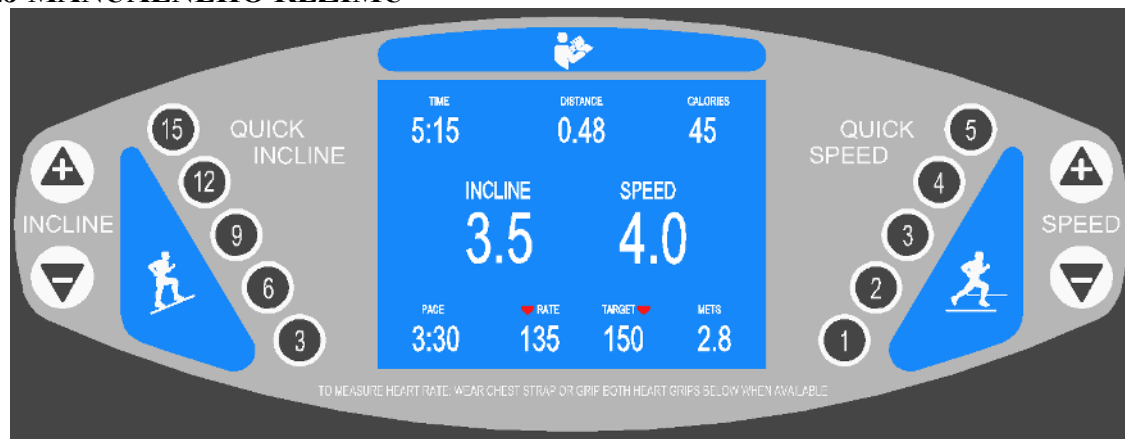 MANUÁLNEHO REŽIMU
TIME DISTANCE CALORIES
5:15 0.48 45
15 QUICK INCLINE
12
9
6
3
INCLINE
+
−
INCLINE SPEED
3.5 4.0
PACE RATE TARGET METS
3:30 135 150 2.8
QUICK SPEED 5
4
3
2
1
SPEED
+
−
TO MEASURE HEART RATE, WEAR CHEST STRAP OR GRIP BOTH HEART GRIPS BELOW WHEN AVAILABLE